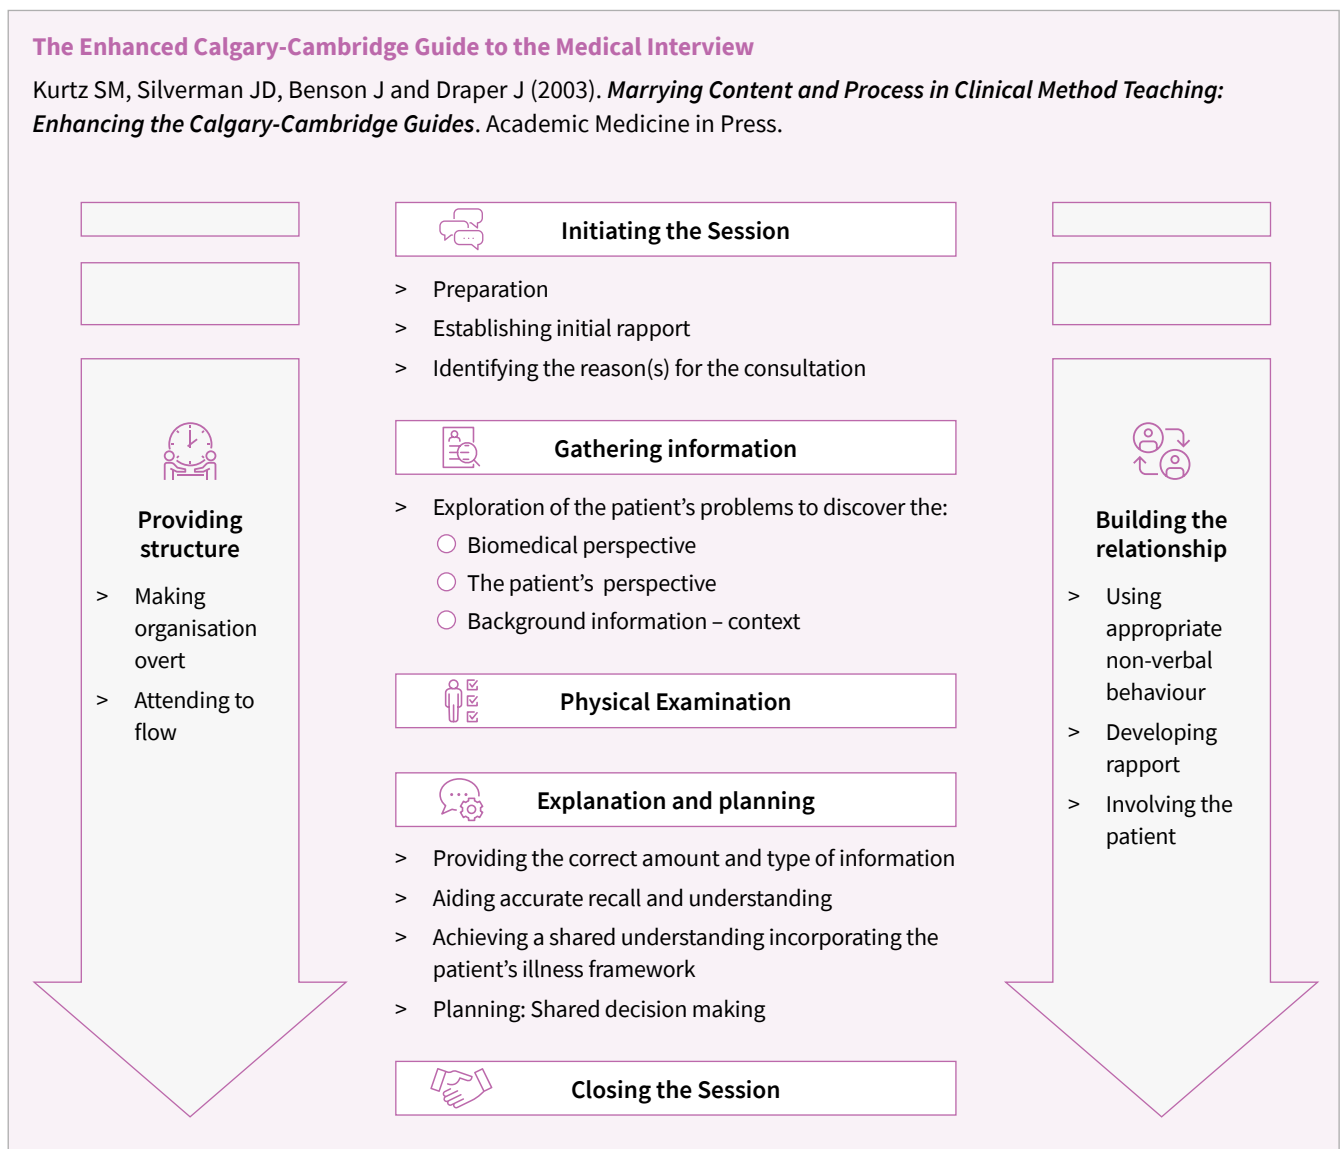 The Enhanced Calgary-Cambridge Guide to the Medical Interview
Kurtz SM, Silverman JD, Benson J and Draper J (2003). Marrying Content and Process in Clinical Method Teaching:
Enhancing the Calgary-Cambridge Guides. Academic Medicine in Press.
Providing
structure
> Making
organisation
overt
> Attending to
flow
Initiating the Session
> Preparation
> Establishing initial rapport
> Identifying the reason(s) for the consultation
Gathering information
> Exploration of the patient’s problems to discover the:
Biomedical perspective
The patient’s perspective
Background information – context
Physical Examination
Explanation and planning
> Providing the correct amount and type of information
> Aiding accurate recall and understanding
> Achieving a shared understanding incorporating the
patient’s illness framework
> Planning: Shared decision making
Closing the Session
Building the
relationship
> Using
appropriate
non-verbal
behaviour
> Developing
rapport
> Involving the
patient